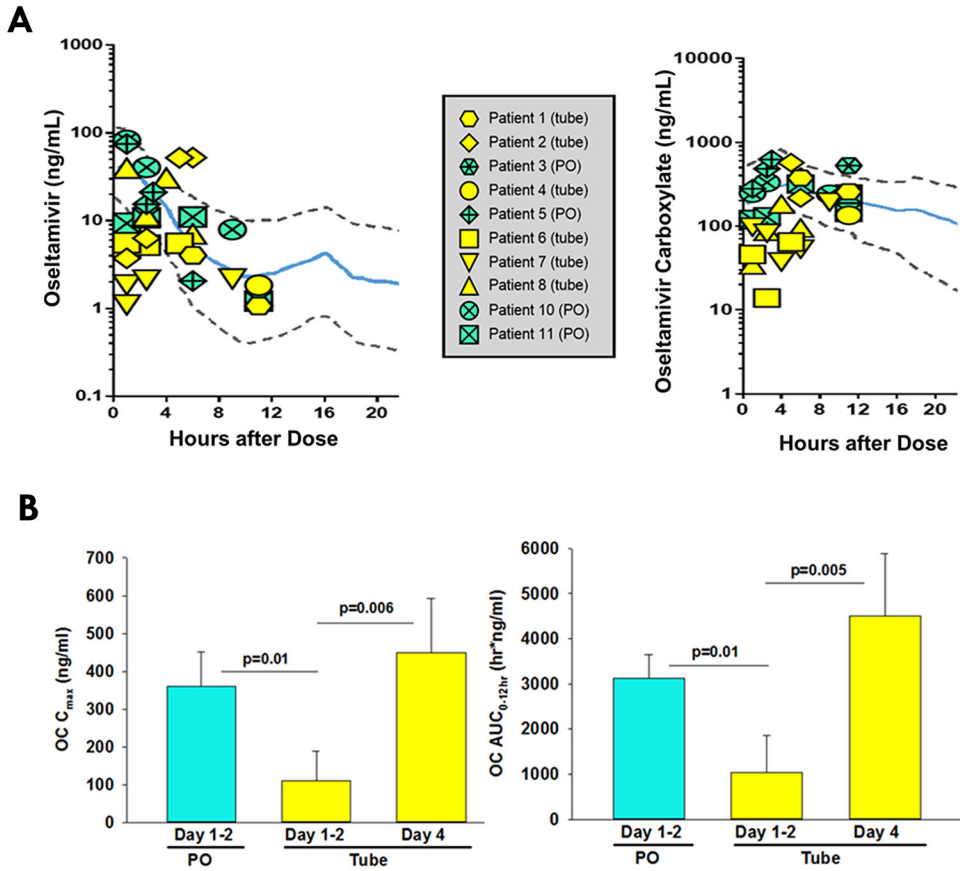 A
Oseltamivir (ng/mL)
1000
100
10
1
0.1
0 4 8 12 16 20
Hours after Dose
Patient 1 (tube)
Patient 2 (tube)
Patient 3 (PO)
Patient 4 (tube)
Patient 5 (PO)
Patient 6 (tube)
Patient 7 (tube)
Patient 8 (tube)
Patient 10 (PO)
Patient 11 (PO)
Oseltamivir Carboxylate (ng/mL)
10000
1000
100
10
1
0 4 8 12 16 20
Hours after Dose
B
OC Cmax (ng/ml)
700
600
500
400
300
200
100
0
p=0.01
p=0.006
Day 1-2 Day 1-2 Day 4
PO Tube
OC AUC0-12hr (hr*ng/ml)
6000
5000
4000
3000
2000
1000
0
p=0.01
p=0.005
Day 1-2 Day 1-2 Day 4
PO Tube